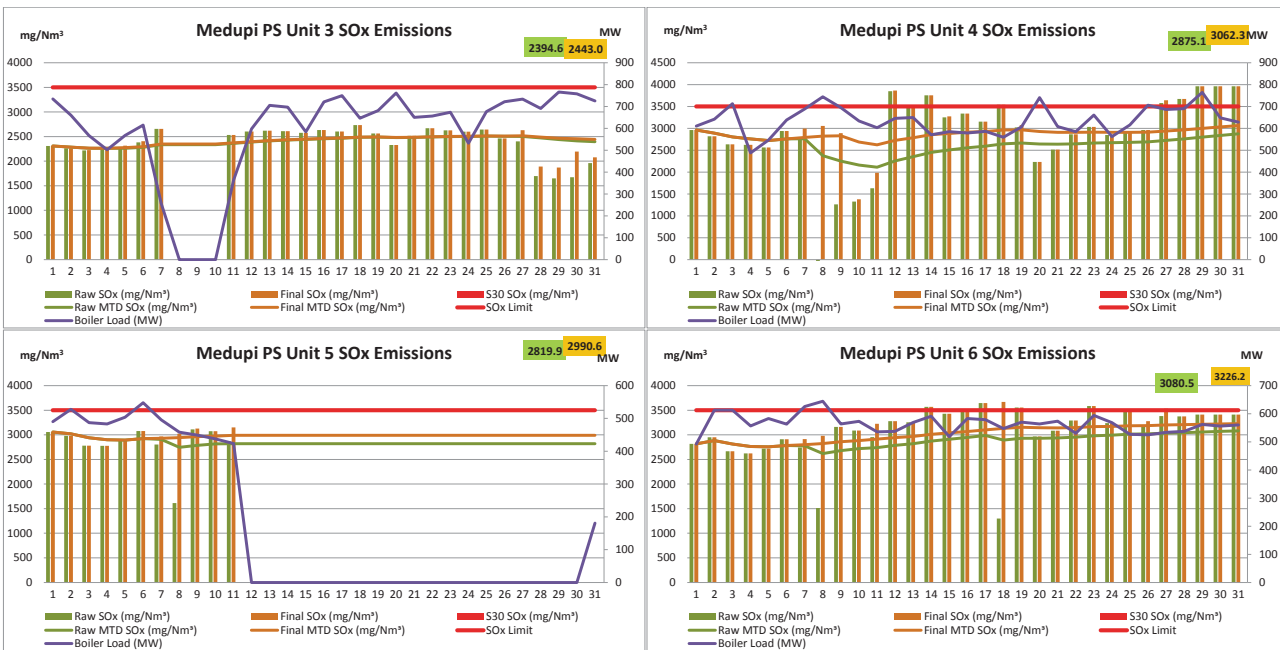 Medupi PS Unit 3 SOx Emissions
mg/Nm³
MW
2394.6
2443.0
4000
3500
3000
2500
2000
1500
1000
500
0
900
800
700
600
500
400
300
200
100
0
1 2 3 4 5 6 7 8 9 10 11 12 13 14 15 16 17 18 19 20 21 22 23 24 25 26 27 28 29 30 31
Raw SOx (mg/Nm³) Final SOx (mg/Nm³) S30 SOx (mg/Nm³)
Raw MTD SOx (mg/Nm³) Final MTD SOx (mg/Nm³) SOx Limit
Boiler Load (MW)
Medupi PS Unit 4 SOx Emissions
mg/Nm³
MW
2875.1
3062.3
4500
4000
3500
3000
2500
2000
1500
1000
500
0
900
800
700
600
500
400
300
200
100
0
1 2 3 4 5 6 7 8 9 10 11 12 13 14 15 16 17 18 19 20 21 22 23 24 25 26 27 28 29 30 31
Raw SOx (mg/Nm³) Final SOx (mg/Nm³) S30 SOx (mg/Nm³)
Raw MTD SOx (mg/Nm³) Final MTD SOx (mg/Nm³) SOx Limit
Boiler Load (MW)
Medupi PS Unit 5 SOx Emissions
mg/Nm³
MW
2819.9
2990.6
4000
3500
3000
2500
2000
1500
1000
500
0
600
500
400
300
200
100
0
1 2 3 4 5 6 7 8 9 10 11 12 13 14 15 16 17 18 19 20 21 22 23 24 25 26 27 28 29 30 31
Raw SOx (mg/Nm³) Final SOx (mg/Nm³) S30 SOx (mg/Nm³)
Raw MTD SOx (mg/Nm³) Final MTD SOx (mg/Nm³) SOx Limit
Boiler Load (MW)
Medupi PS Unit 6 SOx Emissions
mg/Nm³
MW
3080.5
3226.2
4000
3500
3000
2500
2000
1500
1000
500
0
700
600
500
400
300
200
100
0
1 2 3 4 5 6 7 8 9 10 11 12 13 14 15 16 17 18 19 20 21 22 23 24 25 26 27 28 29 30 31
Raw SOx (mg/Nm³) Final SOx (mg/Nm³) S30 SOx (mg/Nm³)
Raw MTD SOx (mg/Nm³) Final MTD SOx (mg/Nm³) SOx Limit
Boiler Load (MW)